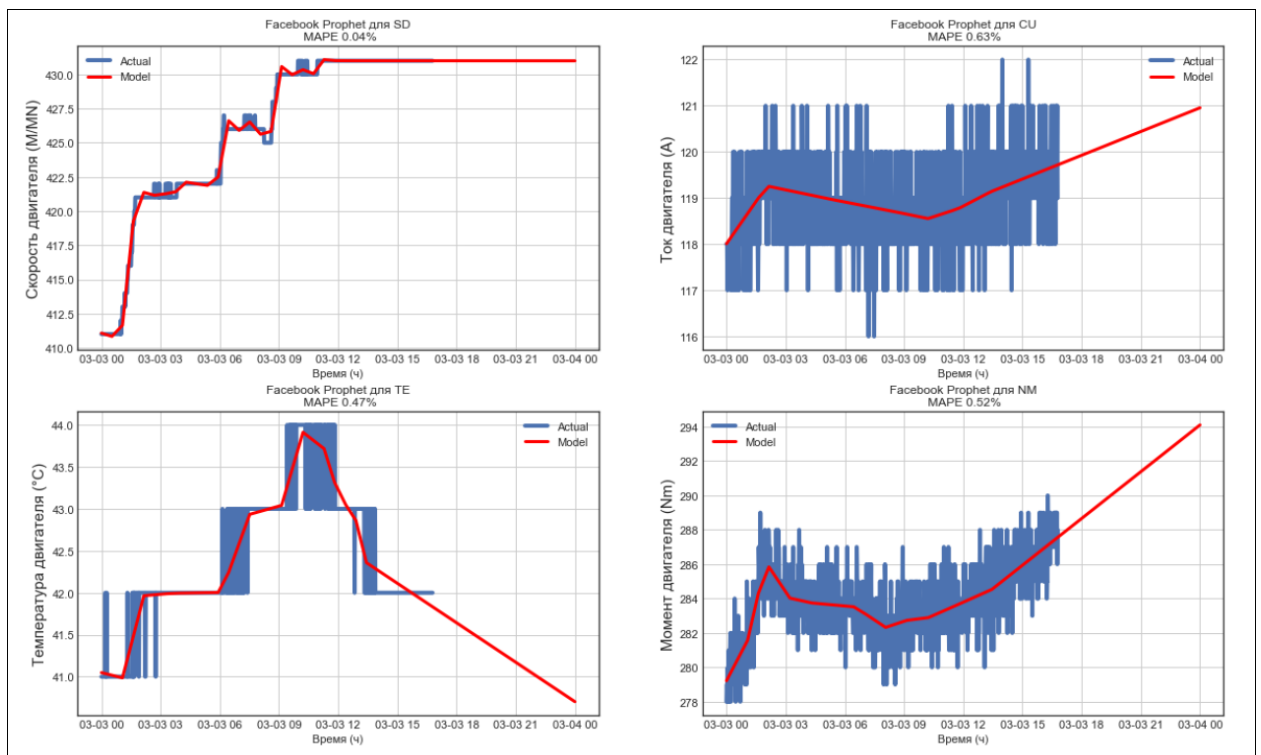 Facebook Prophet для SD
MAPE 0.04%
Actual
Model
Скорость двигателя (M/MN)
430.0
427.5
425.0
422.5
420.0
417.5
415.0
412.5
410.0
03-03 00 03-03 03 03-03 06 03-03 09 03-03 12 03-03 15 03-03 18 03-03 21 03-04 00
Время (ч)
Facebook Prophet для CU
MAPE 0.63%
Actual
Model
Ток двигателя (A)
122
121
120
119
118
117
116
03-03 00 03-03 03 03-03 06 03-03 09 03-03 12 03-03 15 03-03 18 03-03 21 03-04 00
Время (ч)
Facebook Prophet для TE
MAPE 0.47%
Actual
Model
Температура двигателя (°C)
44.0
43.5
43.0
42.5
42.0
41.5
41.0
03-03 00 03-03 03 03-03 06 03-03 09 03-03 12 03-03 15 03-03 18 03-03 21 03-04 00
Время (ч)
Facebook Prophet для NM
MAPE 0.52%
Actual
Model
Момент двигателя (Nm)
294
292
290
288
286
284
282
280
278
03-03 00 03-03 03 03-03 06 03-03 09 03-03 12 03-03 15 03-03 18 03-03 21 03-04 00
Время (ч)